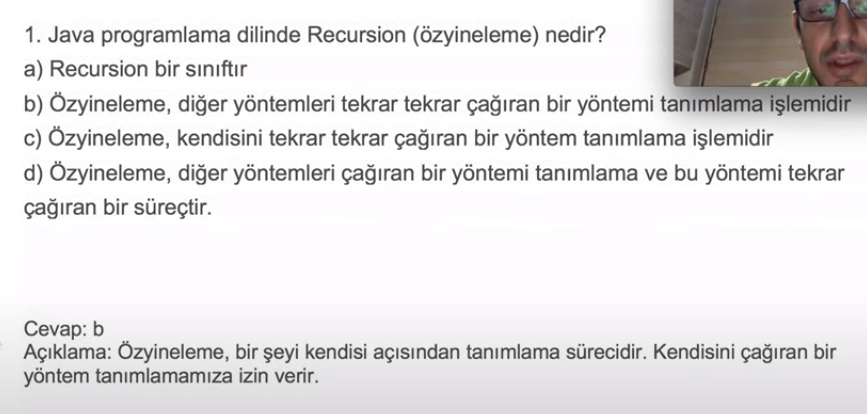 1. Java programlama dilinde Recursion (özyineleme) nedir?
a) Recursion bir sınıftır
b) Özyineleme, diğer yöntemleri tekrar tekrar çağıran bir yöntemi tanımlama işlemidir
c) Özyineleme, kendisini tekrar tekrar çağıran bir yöntem tanımlama işlemidir
d) Özyineleme, diğer yöntemleri çağıran bir yöntemi tanımlama ve bu yöntemi tekrar
çağıran bir süreçtir.
Cevap: b
Açıklama: Özyineleme, bir şeyi kendisi açısından tanımlama sürecidir. Kendisini çağıran bir
yöntem tanımlamamıza izin verir.